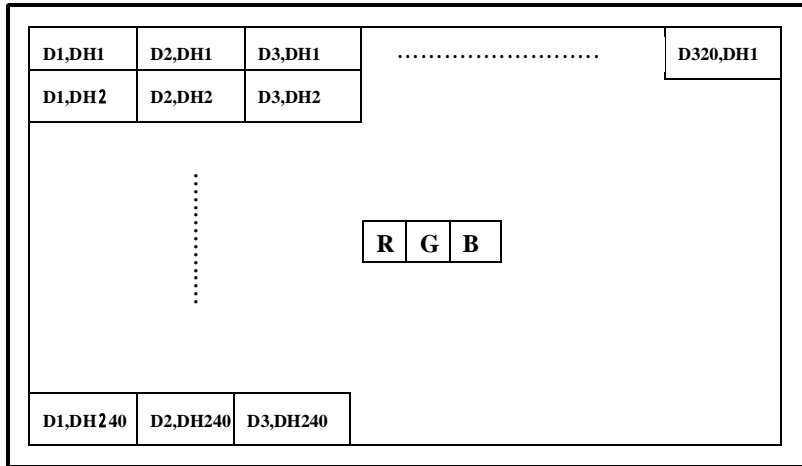 D1,DH1 D2,DH1 D3,DH1 .......................... D320,DH1
D1,DH2 D2,DH2 D3,DH2
R G B
D1,DH240 D2,DH240 D3,DH240